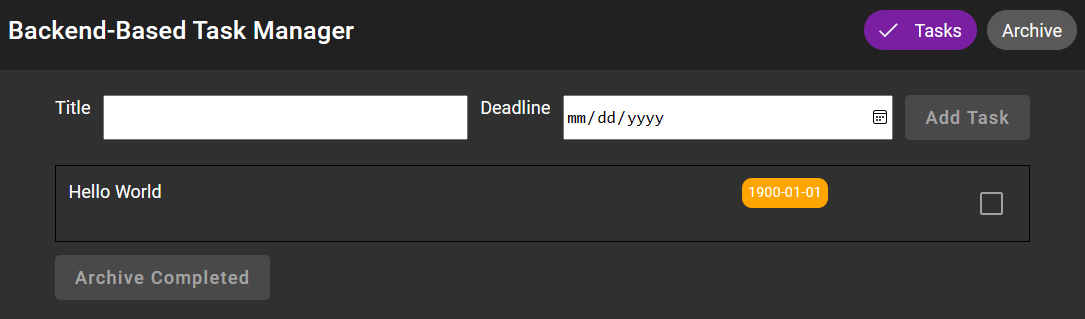 Backend-Based Task Manager
Tasks
Archive
Title
Deadline
mm/dd/yyyy
Add Task
Hello World
1900-01-01
Archive Completed